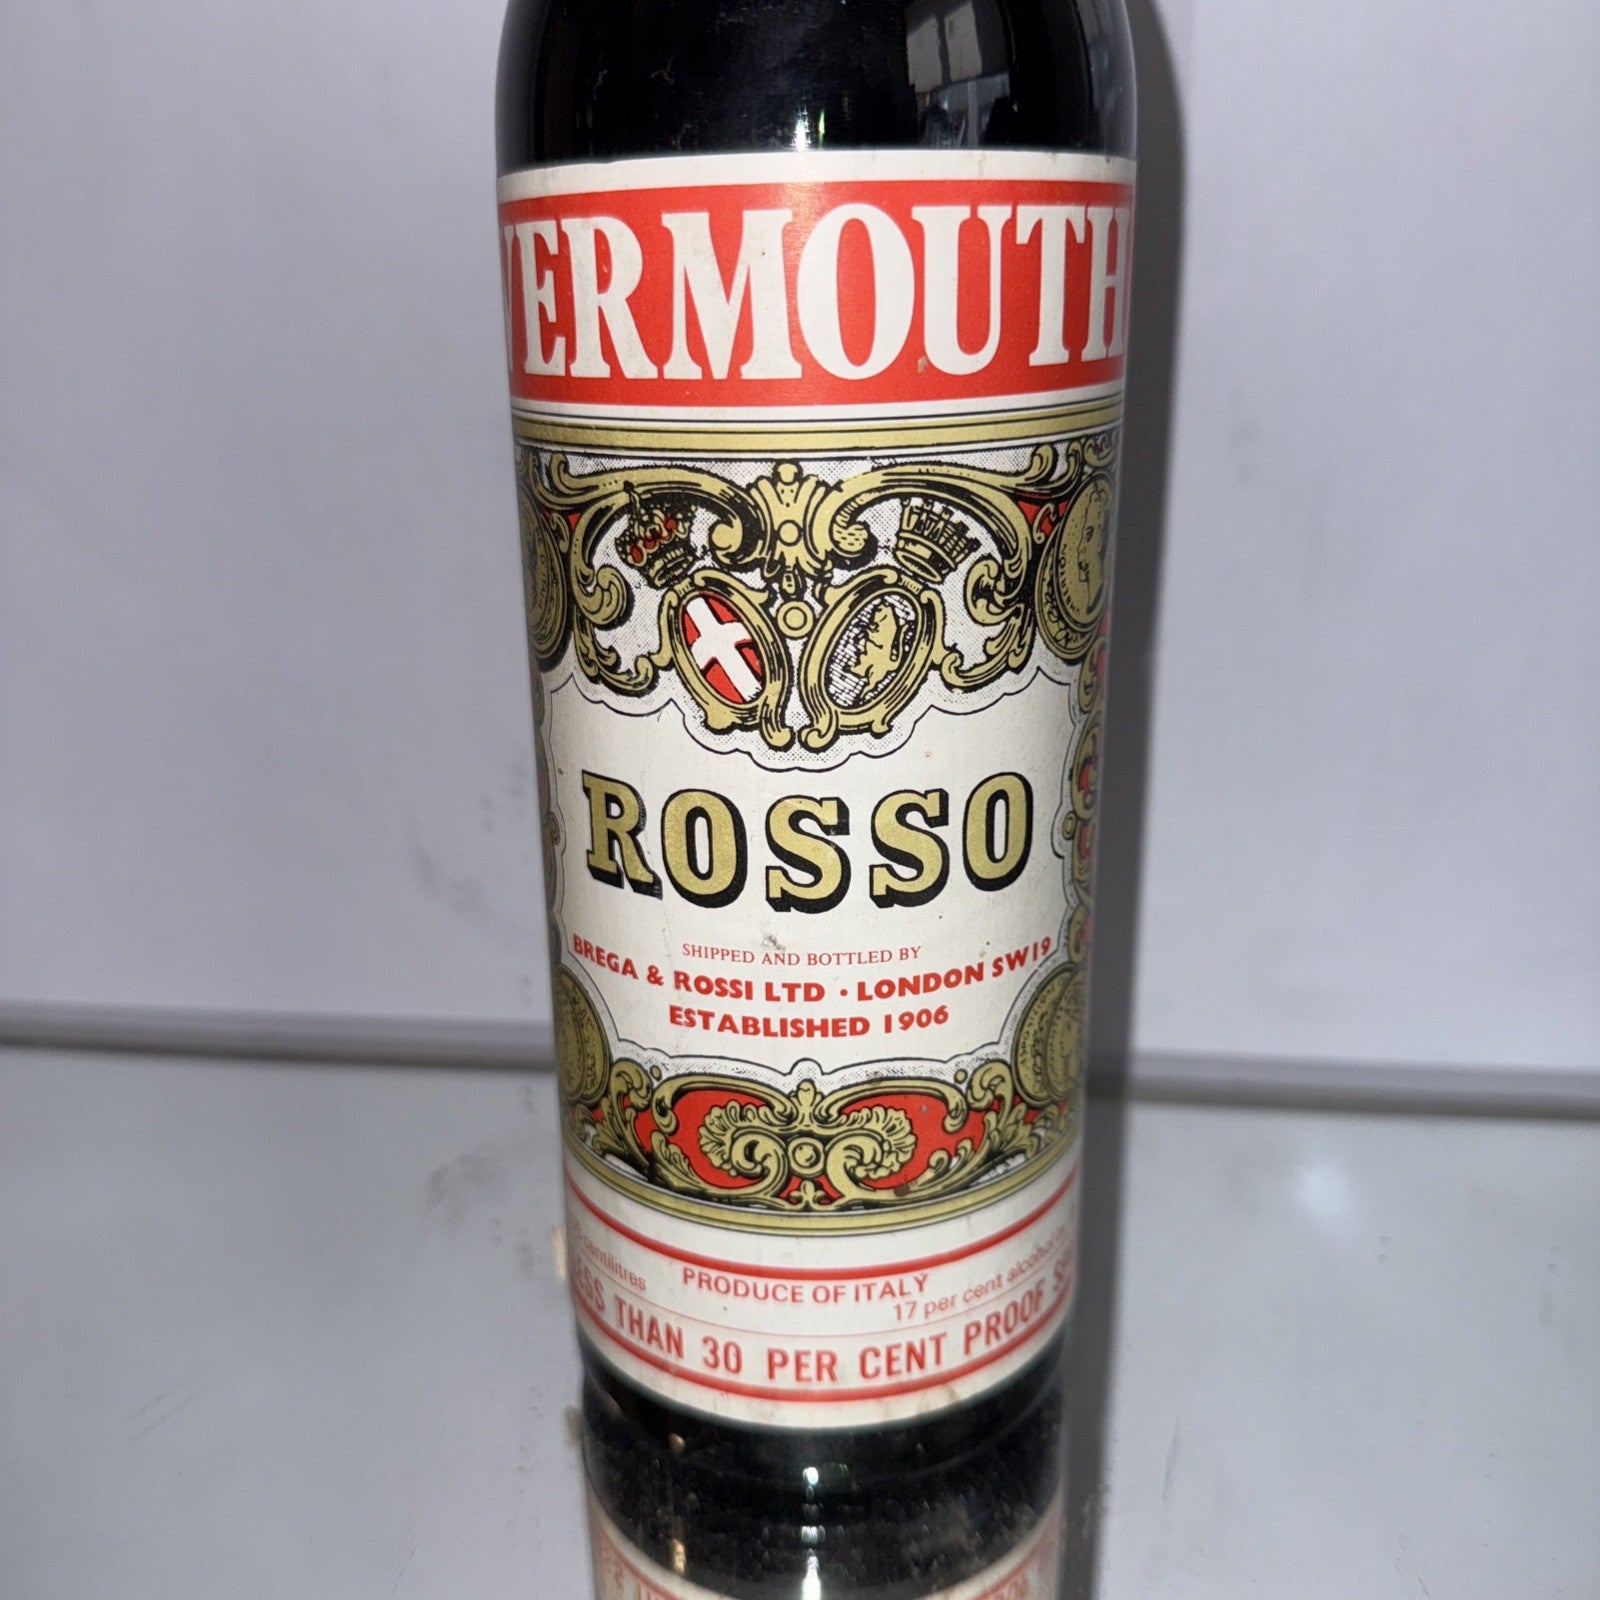 VERMOUTH
ROSSO
SHIPPED AND BOTTLED BY
BREGA & ROSSI LTD · LONDON SW19
ESTABLISHED 1906
centilitres PRODUCE OF ITALY 17 per cent alcohol
LESS THAN 30 PER CENT PROOF